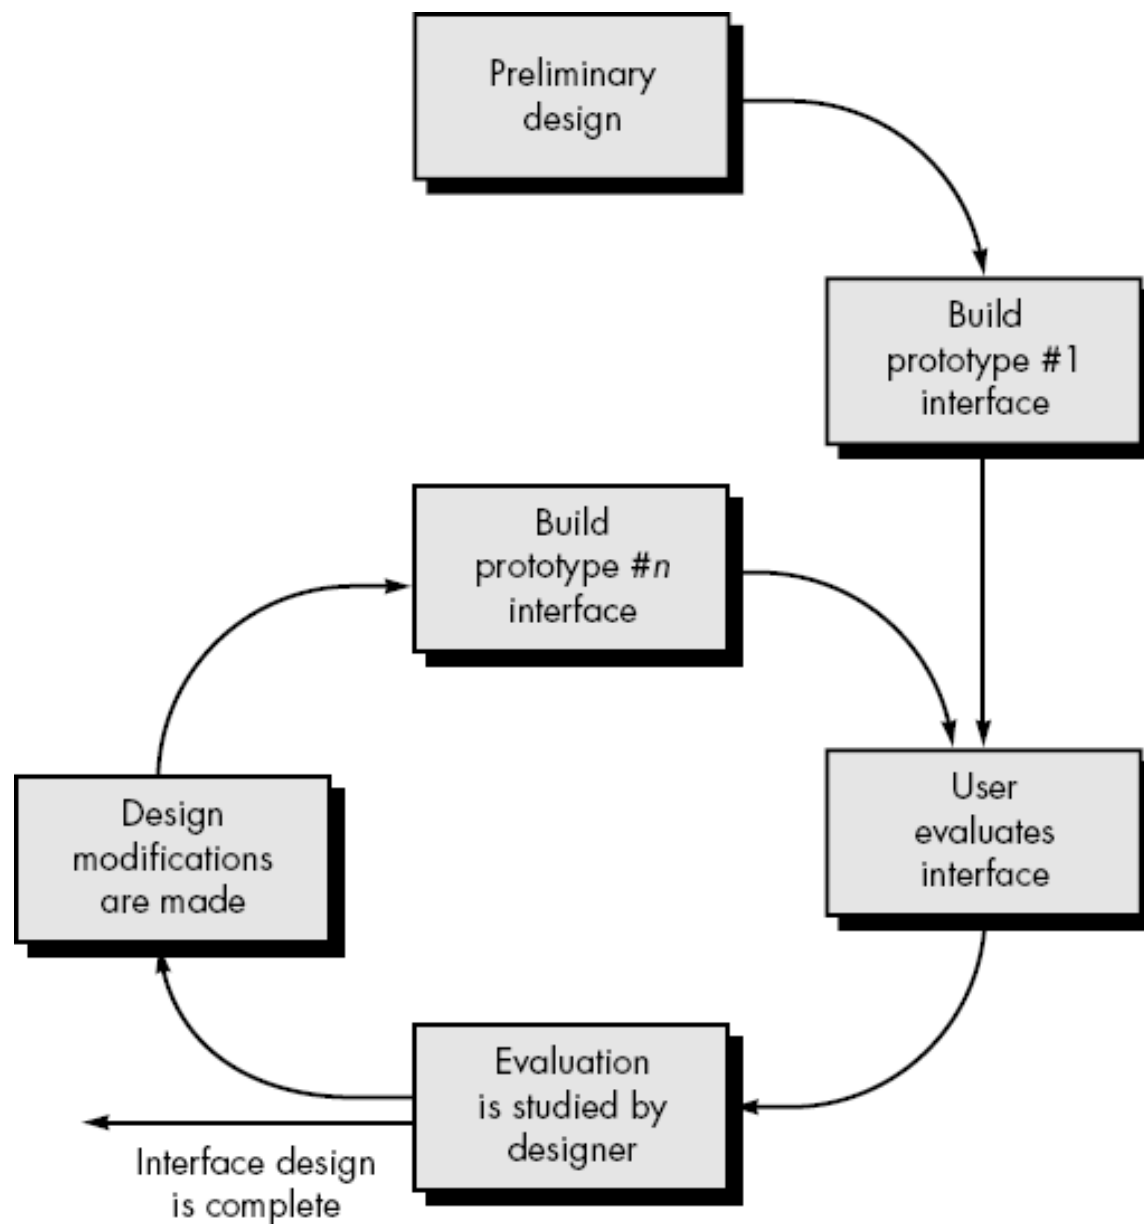 Preliminary
design
Build
prototype #1
interface
Build
prototype #n
interface
User
evaluates
interface
Design
modifications
are made
Evaluation
is studied by
designer
Interface design
is complete